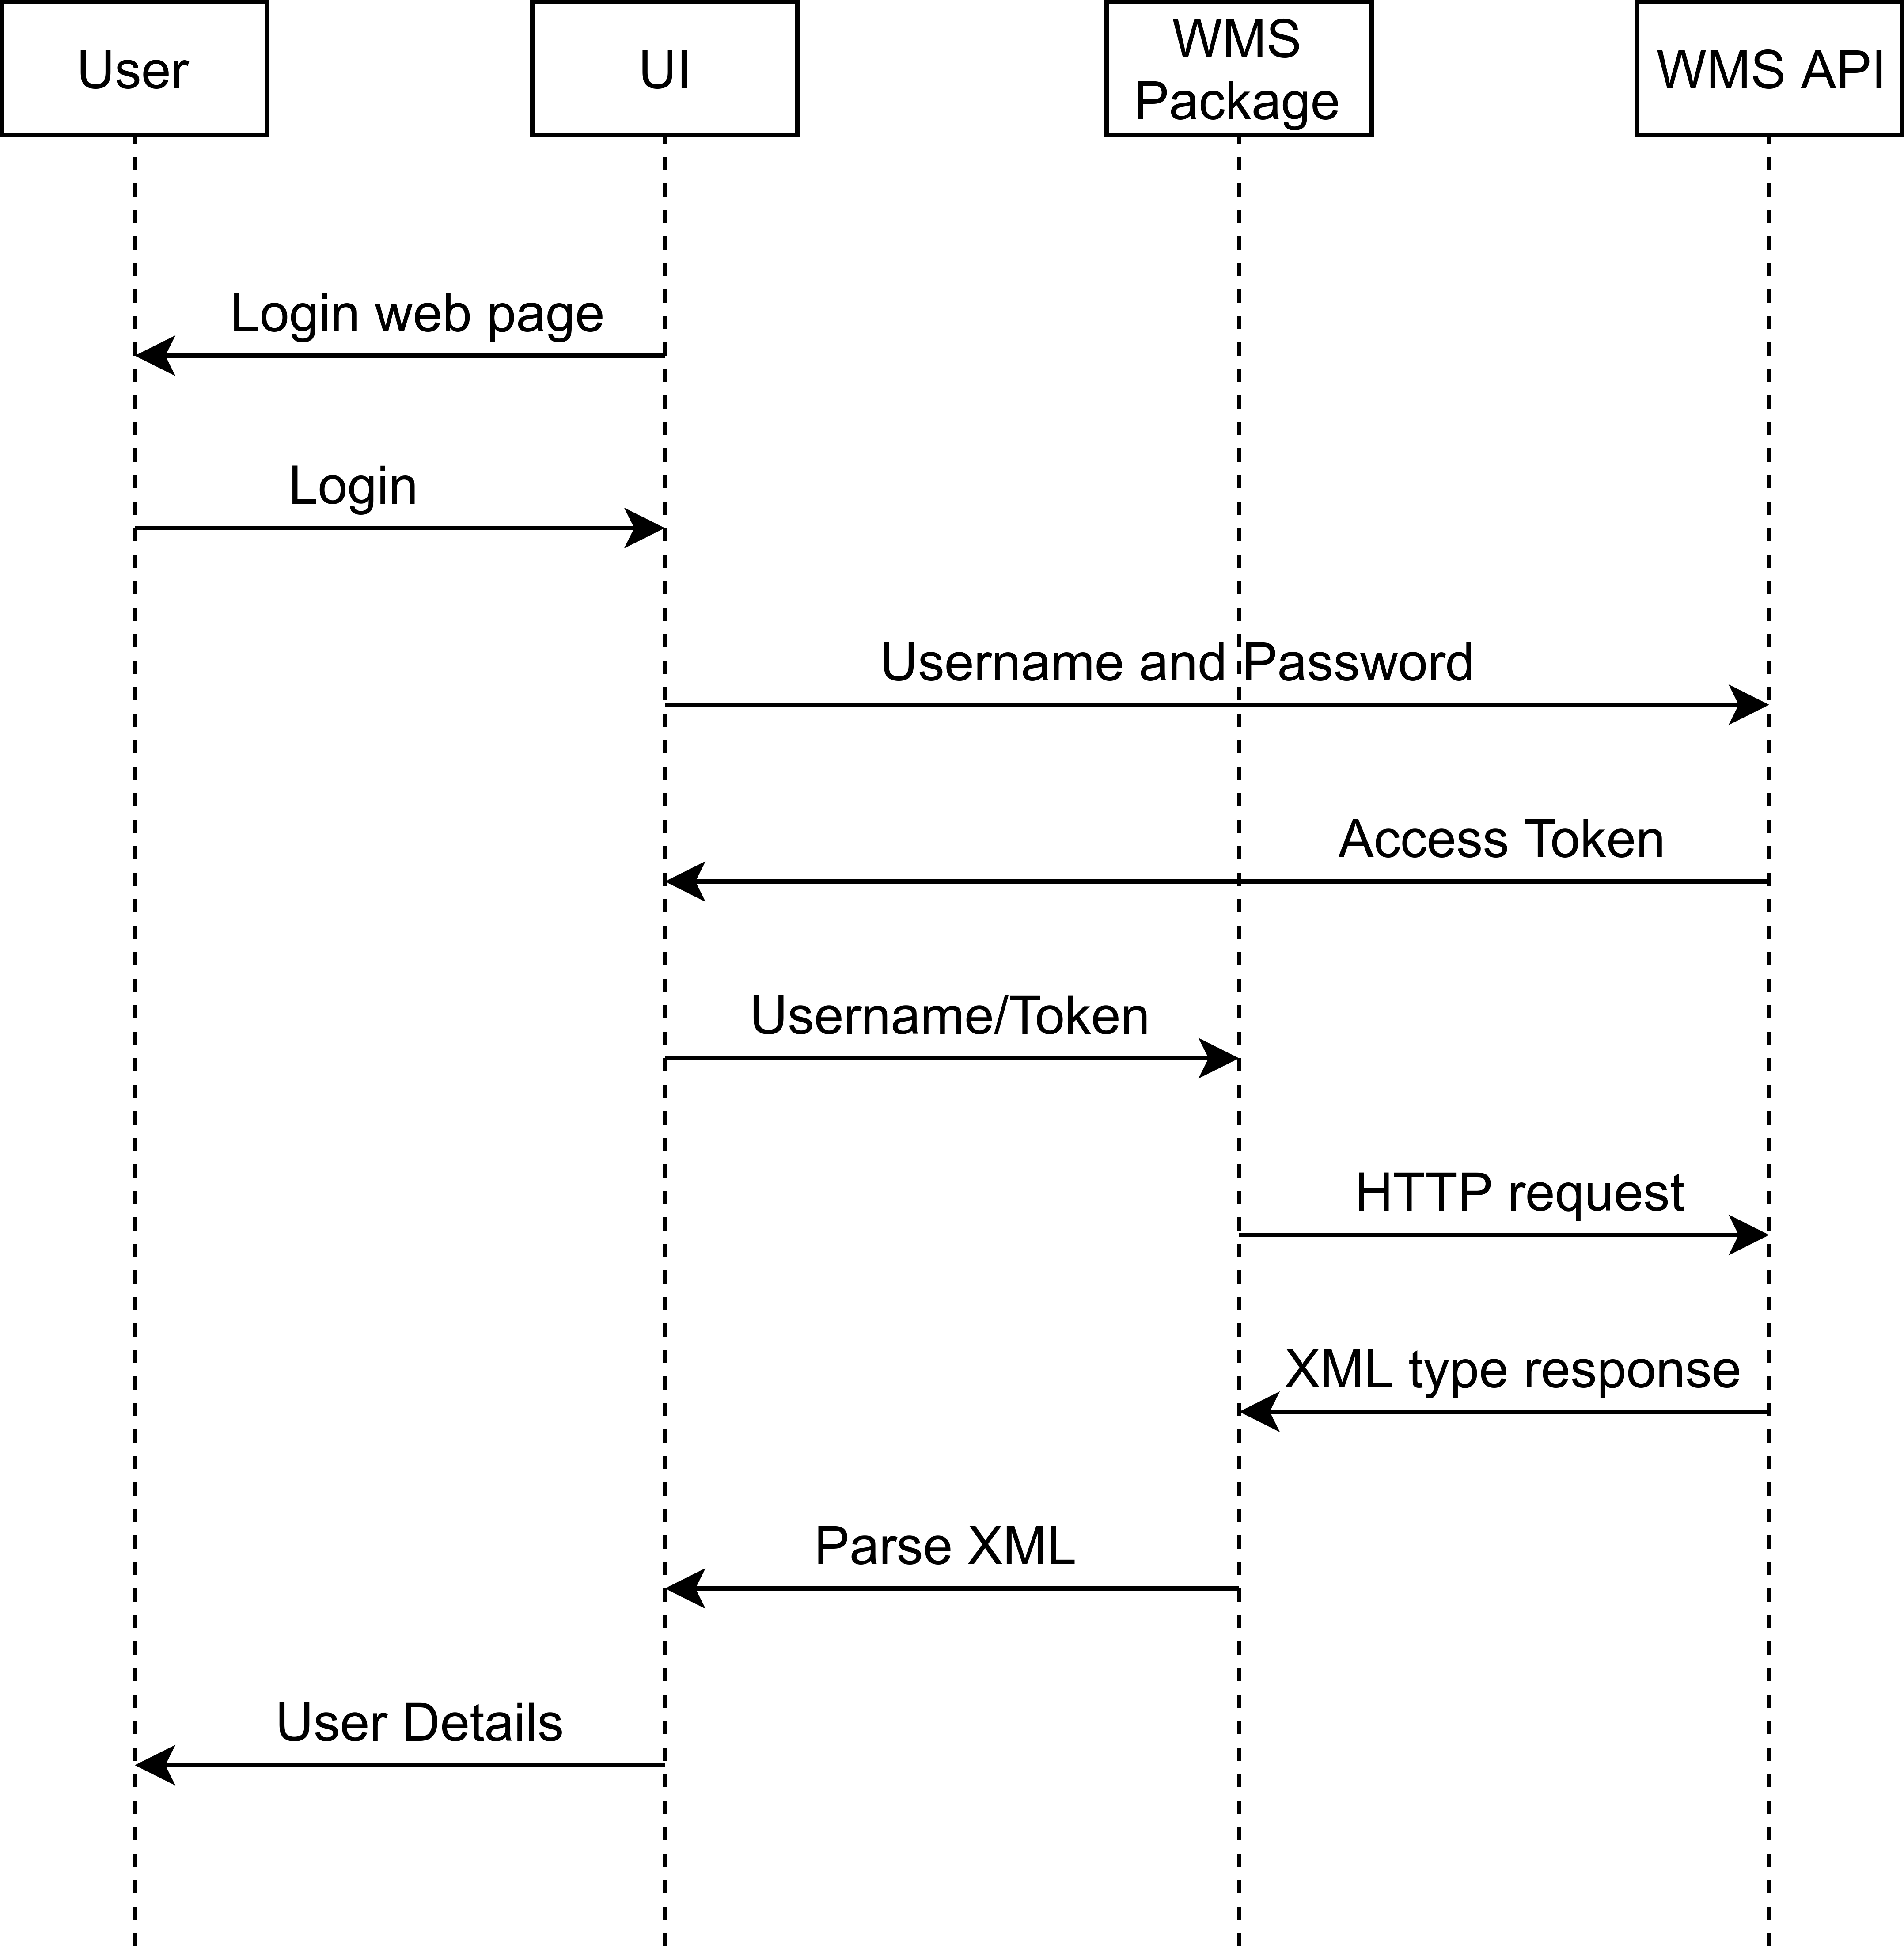 User
UI
WMS
Package
WMS API
Login web page
Login
Username and Password
Access Token
Username/Token
HTTP request
XML type response
Parse XML
User Details